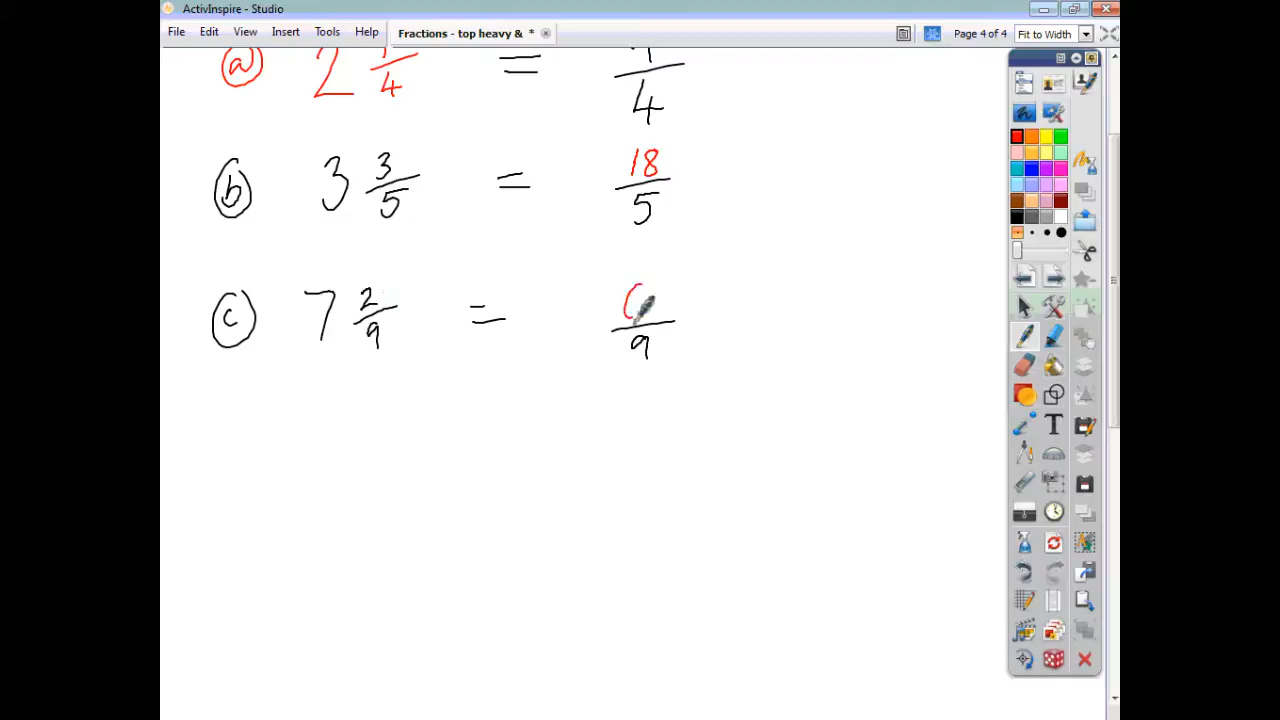 ActivInspire - Studio
File Edit View Insert Tools Help Fractions - top heavy & * Page 4 of 4 Fit to Width
a 2 /4 = /4
b 3 3/5 = 18/5
c 7 2/9 = /9